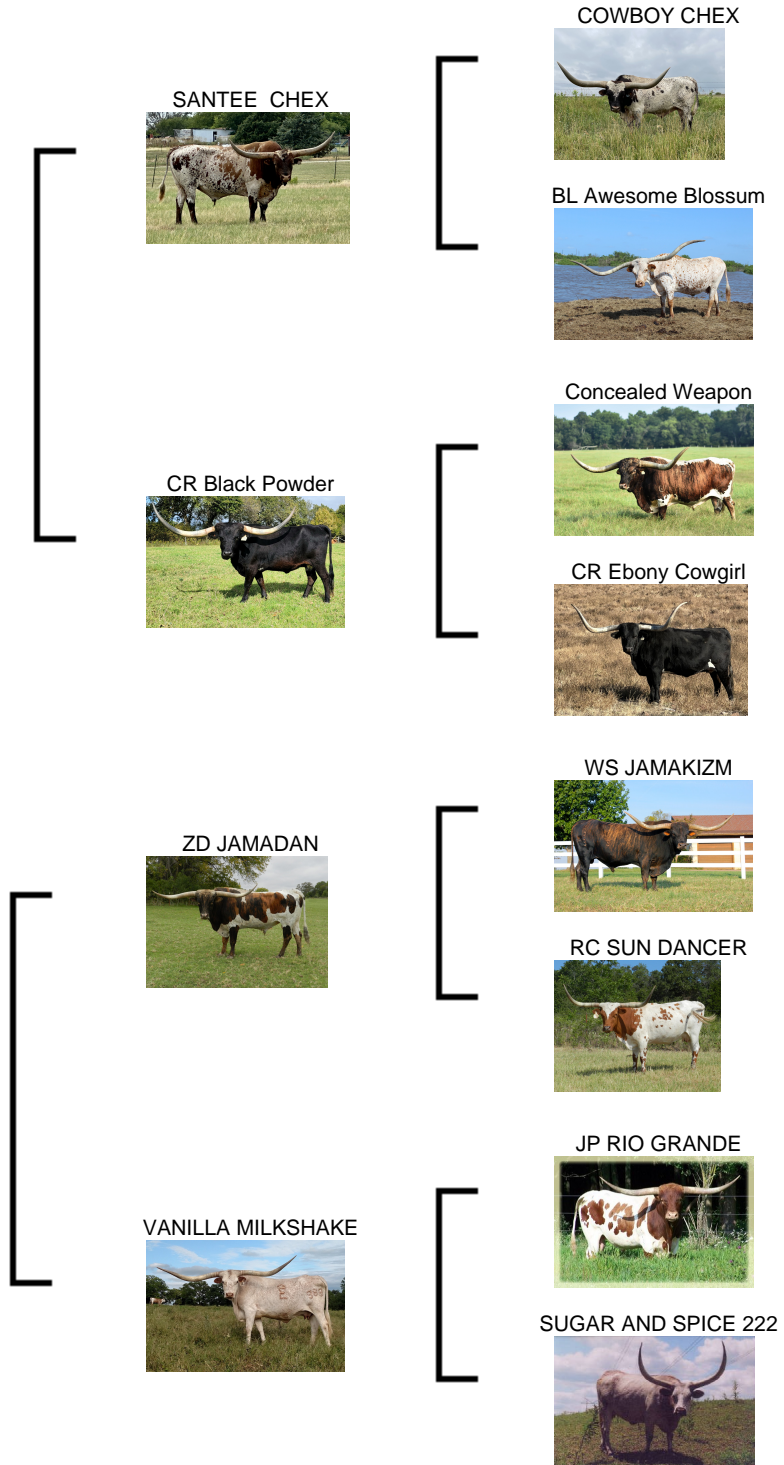 COWBOY CHEX
SANTEE  CHEX
BL Awesome Blossum
Concealed Weapon
CR Black Powder
CR Ebony Cowgirl
WS JAMAKIZM
ZD JAMADAN
RC SUN DANCER
JP RIO GRANDE
VANILLA MILKSHAKE
SUGAR AND SPICE 222